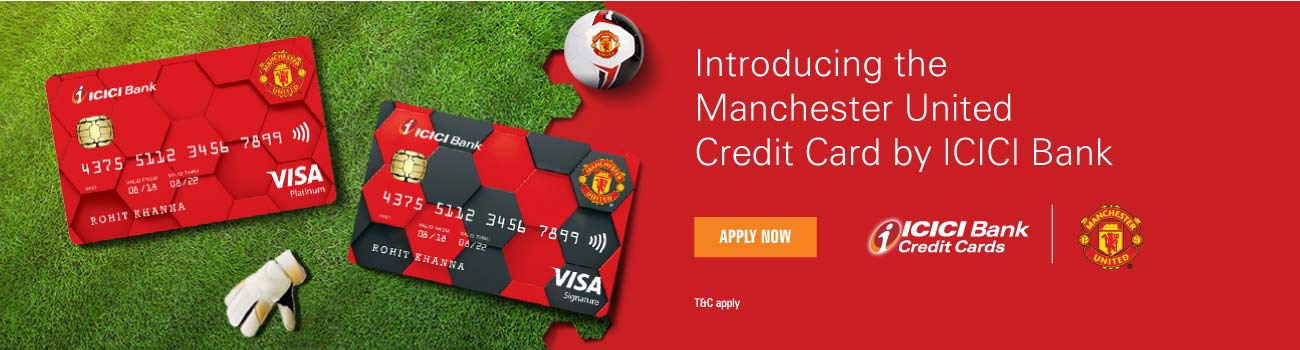 ICICI Bank
MANCHESTER
UNITED
4375 5112 3456 7899
VALID FROM
VALID THRU
08/18
08/22
VISA
Platinum
ROHIT KHANNA
ICICI Bank
MANCHESTER
UNITED
4375 5112 3456 7899
VALID FROM
VALID THRU
08/18
08/22
ROHIT KHANNA
VISA
Signature
Introducing the
Manchester United
Credit Card by ICICI Bank
APPLY NOW
ICICI Bank
Credit Cards
MANCHESTER
UNITED
T&C apply